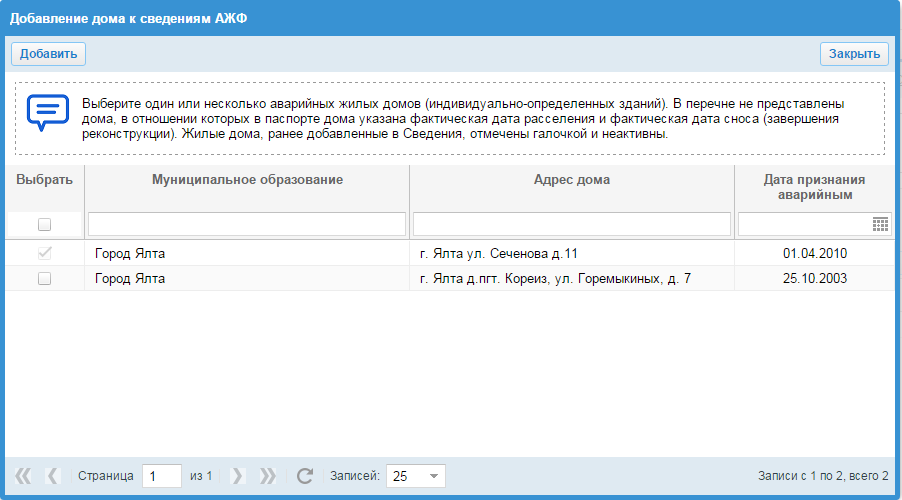 Добавление дома к сведениям АЖФ
Добавить
Закрыть
Выберите один или несколько аварийных жилых домов (индивидуально-определенных зданий). В перечне не представлены
дома, в отношении которых в паспорте дома указана фактическая дата расселения и фактическая дата сноса (завершения
реконструкции). Жилые дома, ранее добавленные в Сведения, отмечены галочкой и неактивны.
Выбрать Муниципальное образование Адрес дома Дата признания
аварийным
Город Ялта г. Ялта ул. Сеченова д.11 01.04.2010
Город Ялта г. Ялта д.пгт. Кореиз, ул. Горемыкиных, д. 7 25.10.2003
Страница 1 из 1 Записей: 25 Записи с 1 по 2, всего 2